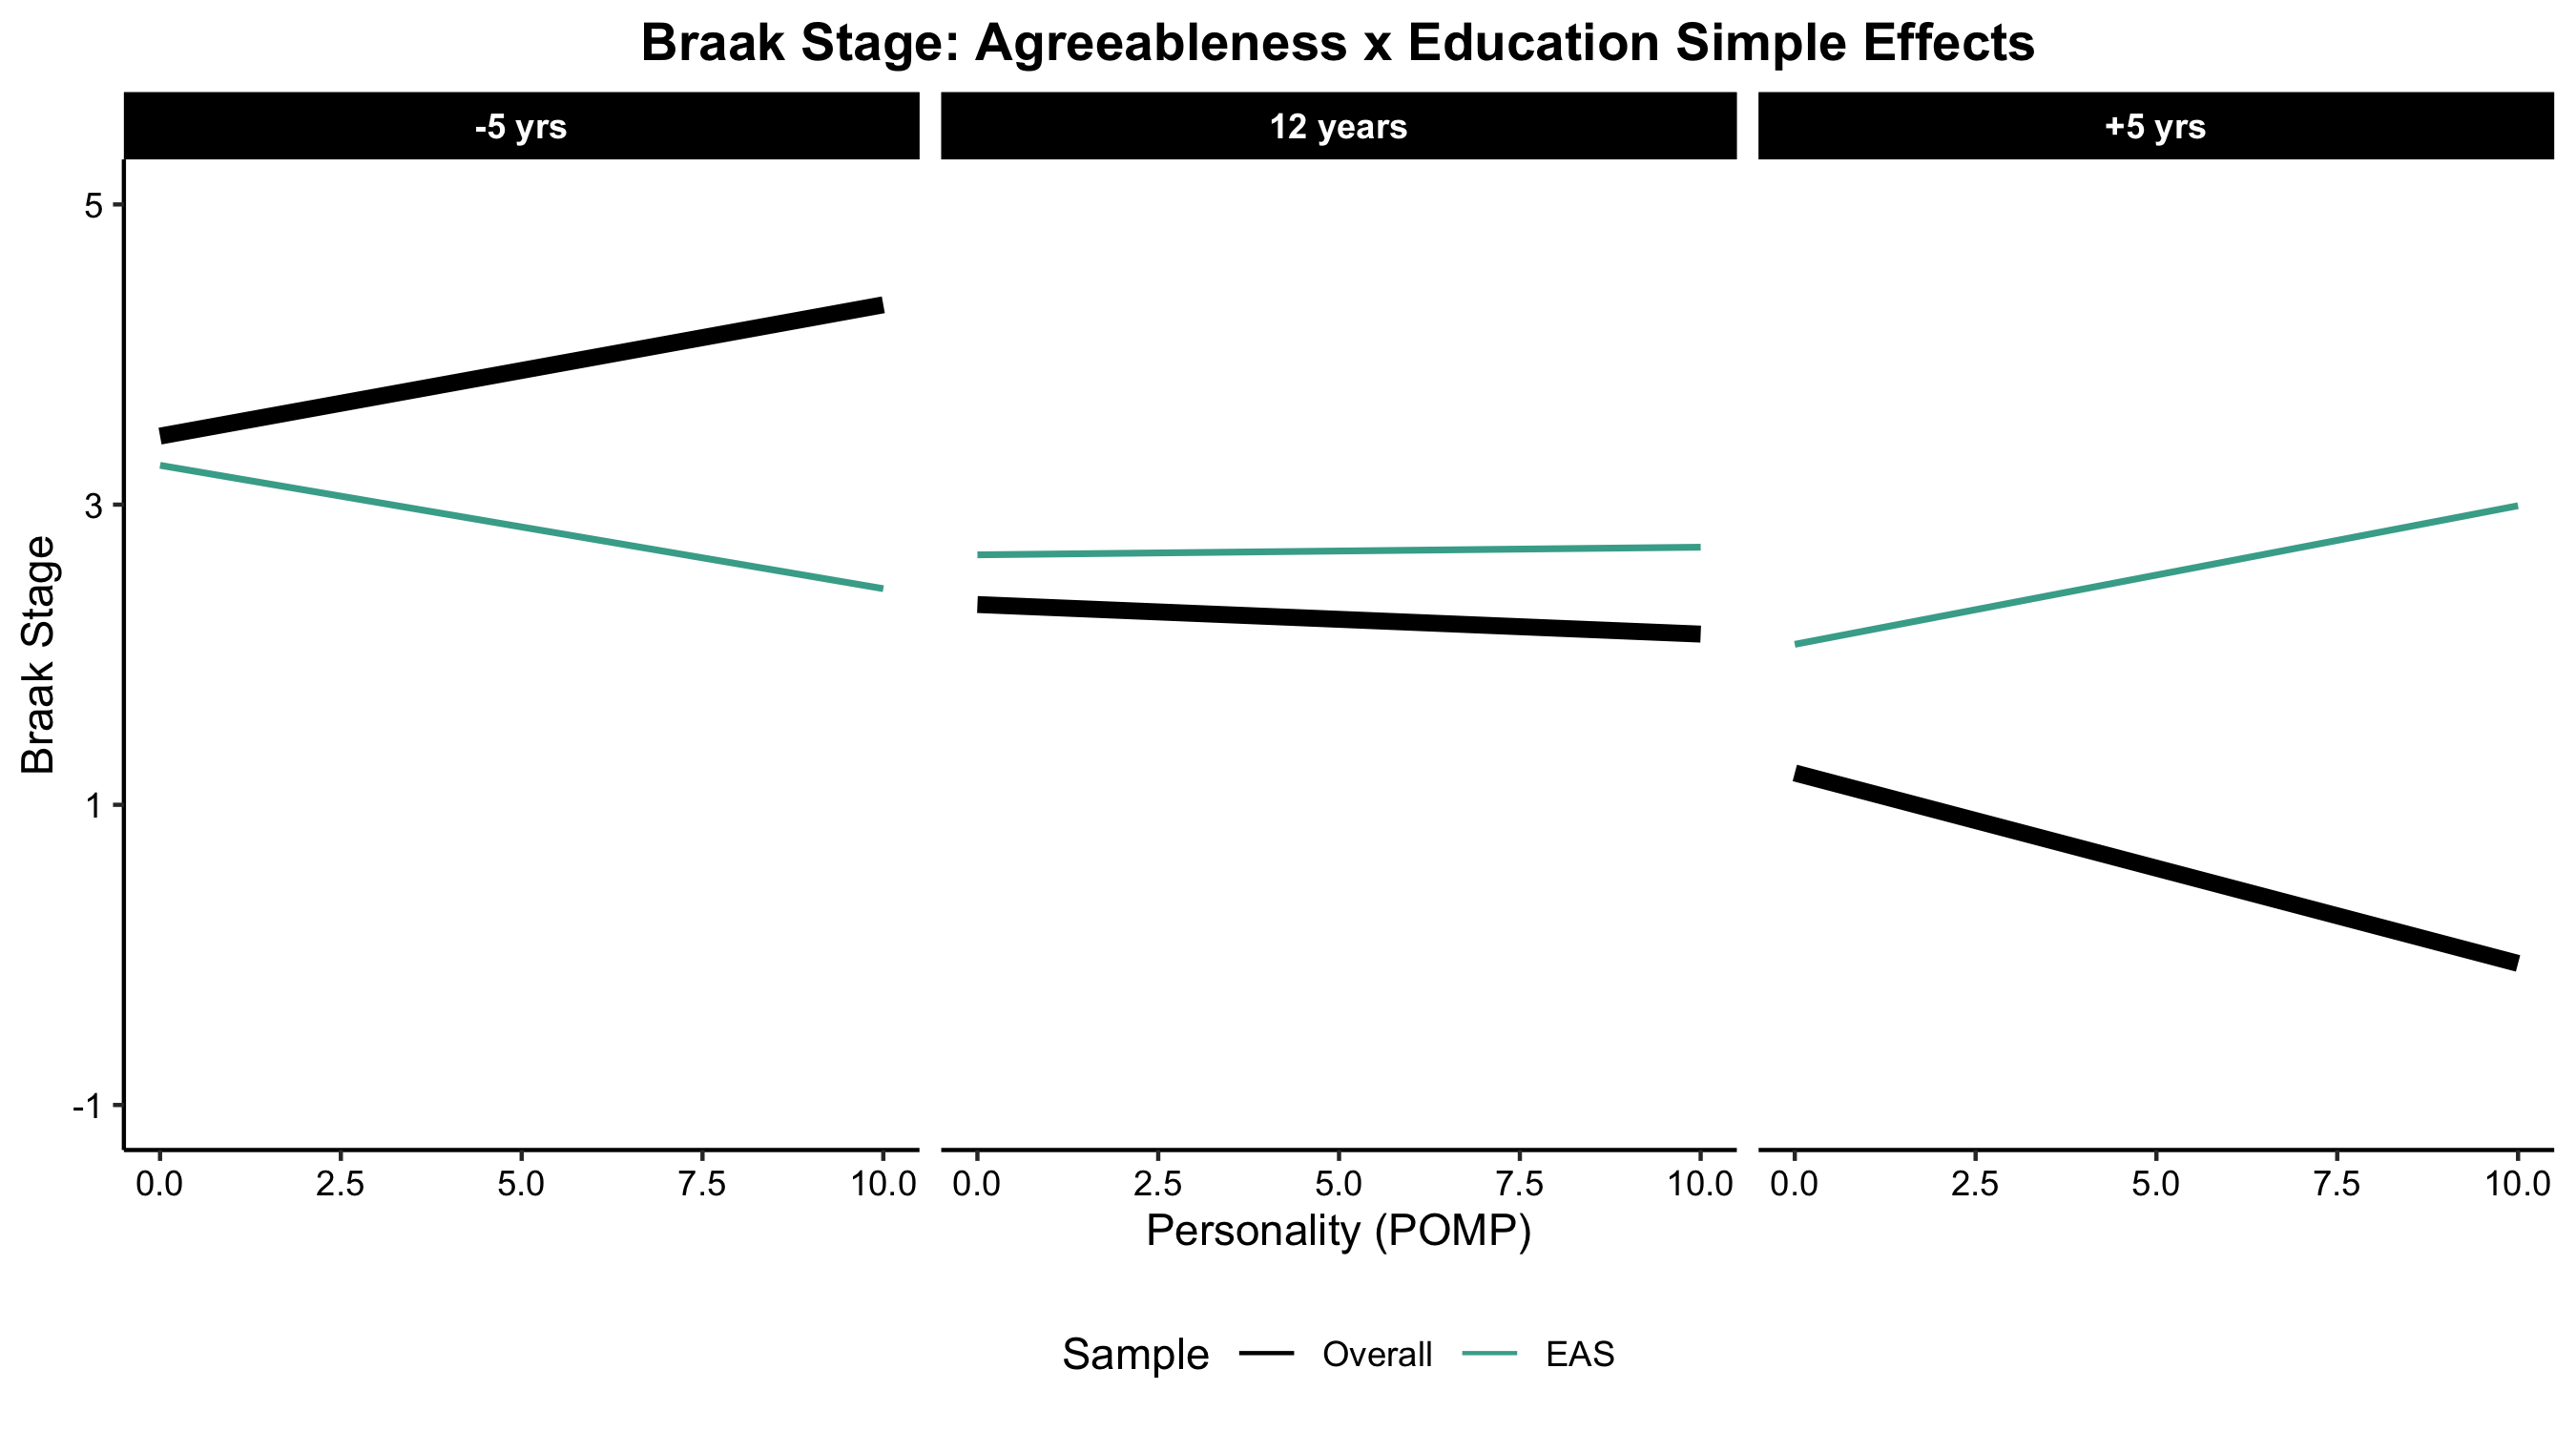 Braak Stage: Agreeableness x Education Simple Effects
-5 yrs
12 years
+5 yrs
Braak Stage
5
3
1
-1
0.0 2.5 5.0 7.5 10.0
0.0 2.5 5.0 7.5 10.0
0.0 2.5 5.0 7.5 10.0
Personality (POMP)
Sample Overall EAS